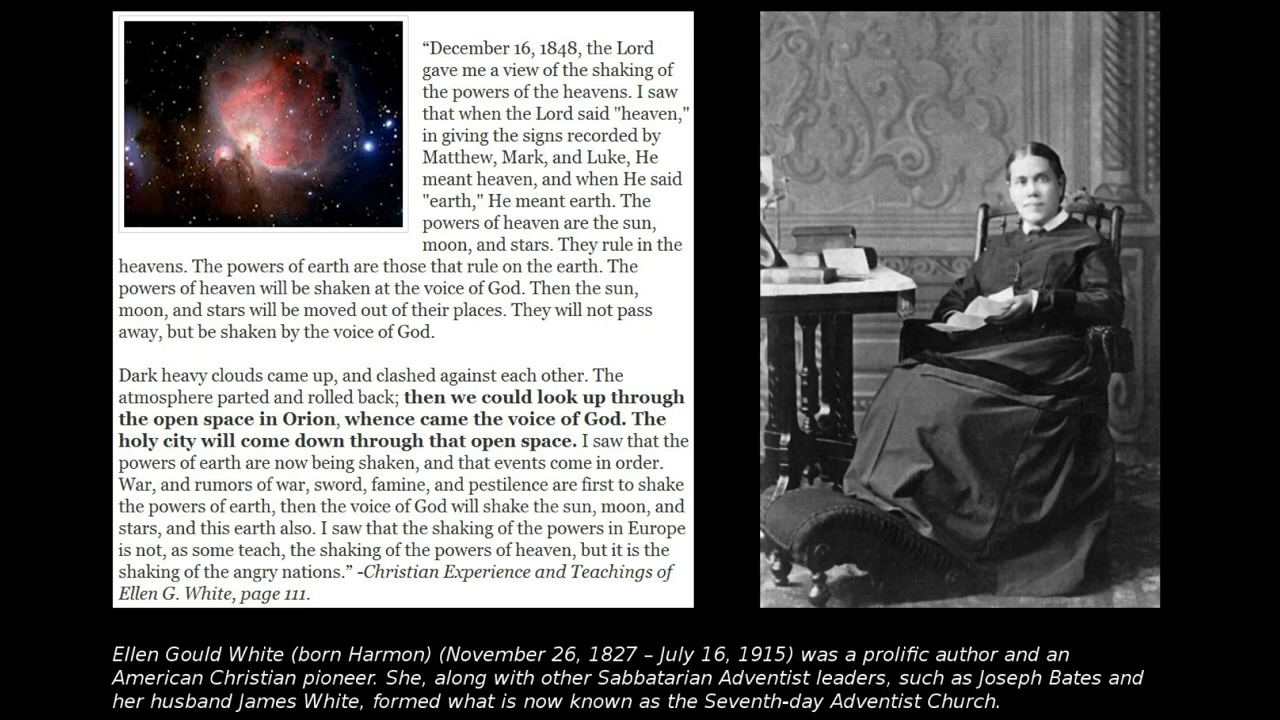 “December 16, 1848, the Lord
gave me a view of the shaking of
the powers of the heavens. I saw
that when the Lord said "heaven,"
in giving the signs recorded by
Matthew, Mark, and Luke, He
meant heaven, and when He said
"earth," He meant earth. The
powers of heaven are the sun,
moon, and stars. They rule in the
heavens. The powers of earth are those that rule on the earth. The
powers of heaven will be shaken at the voice of God. Then the sun,
moon, and stars will be moved out of their places. They will not pass
away, but be shaken by the voice of God.
Dark heavy clouds came up, and clashed against each other. The
atmosphere parted and rolled back; then we could look up through
the open space in Orion, whence came the voice of God. The
holy city will come down through that open space. I saw that the
powers of earth are now being shaken, and that events come in order.
War, and rumors of war, sword, famine, and pestilence are first to shake
the powers of earth, then the voice of God will shake the sun, moon, and
stars, and this earth also. I saw that the shaking of the powers in Europe
is not, as some teach, the shaking of the powers of heaven, but it is the
shaking of the angry nations.” -Christian Experience and Teachings of
Ellen G. White, page 111.
Ellen Gould White (born Harmon) (November 26, 1827 – July 16, 1915) was a prolific author and an
American Christian pioneer. She, along with other Sabbatarian Adventist leaders, such as Joseph Bates and
her husband James White, formed what is now known as the Seventh-day Adventist Church.